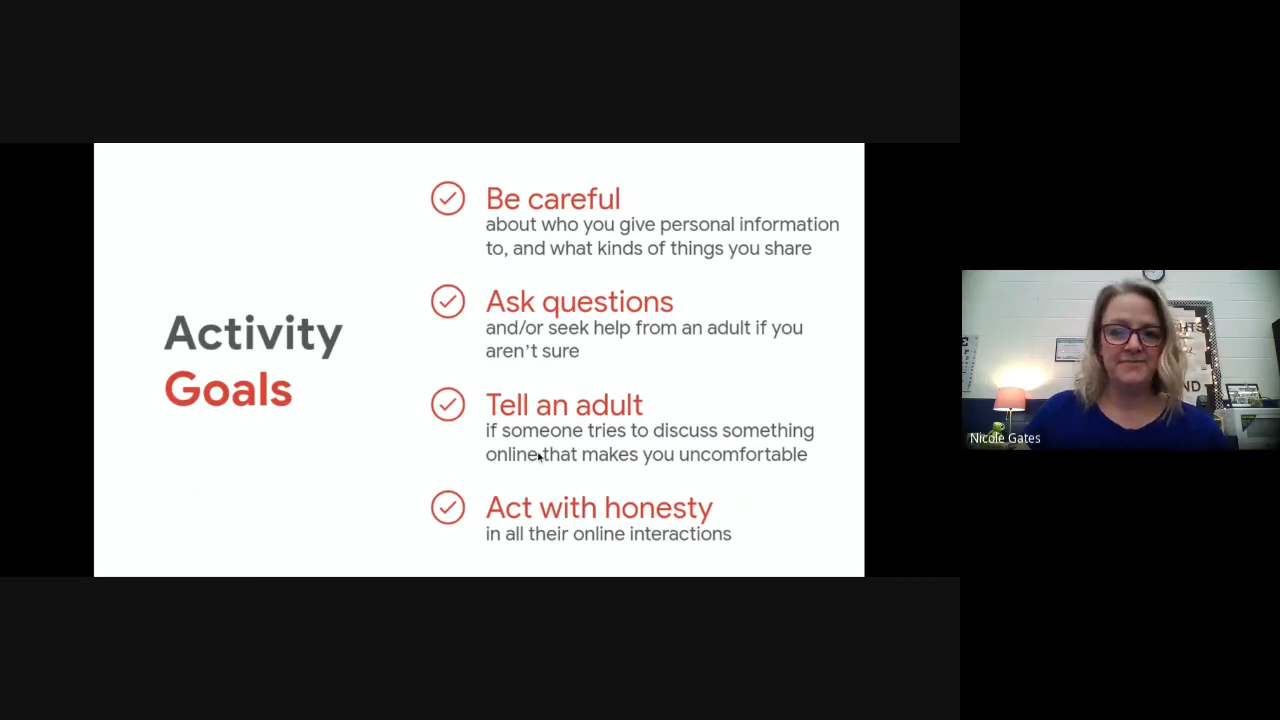 Activity
Goals
Be careful
about who you give personal information
to, and what kinds of things you share
Ask questions
and/or seek help from an adult if you
aren't sure
Tell an adult
if someone tries to discuss something
online that makes you uncomfortable
Act with honesty
in all their online interactions
Nicole Gates